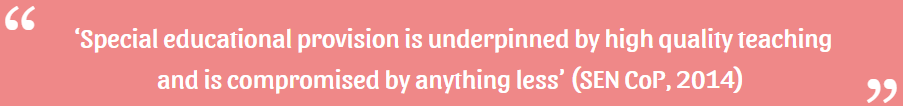 “
‘Special educational provision is underpinned by high quality teaching
and is compromised by anything less’ (SEN CoP, 2014)
”